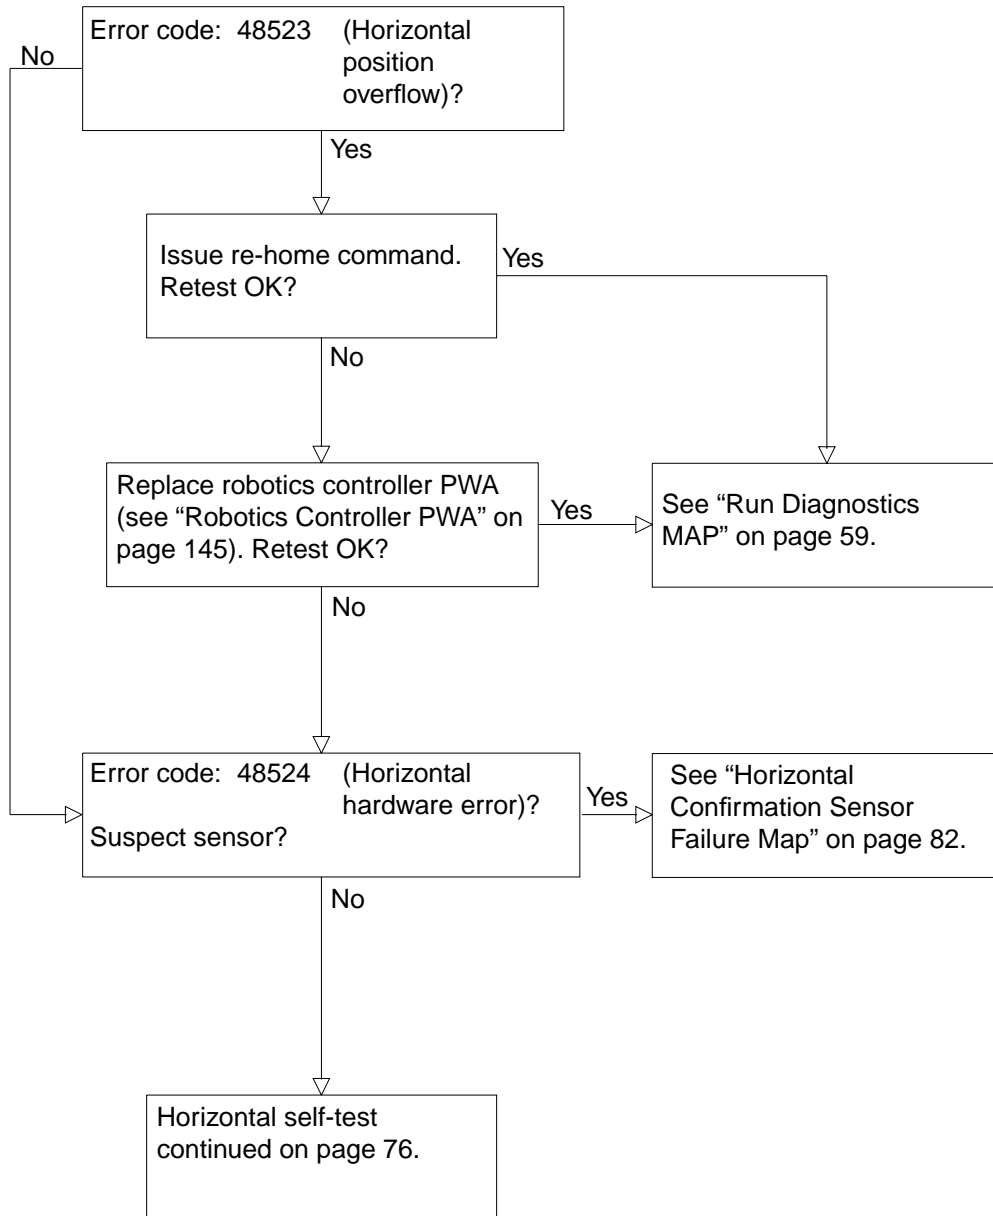 Error code: 48523 (Horizontal
position
overflow)?
No
Yes
Issue re-home command.
Retest OK?
Yes
No
Replace robotics controller PWA
(see “Robotics Controller PWA” on
page 145). Retest OK?
Yes
See “Run Diagnostics
MAP” on page 59.
No
Error code: 48524 (Horizontal
hardware error)?
Suspect sensor?
Yes
See “Horizontal
Confirmation Sensor
Failure Map” on page 82.
No
Horizontal self-test
continued on page 76.